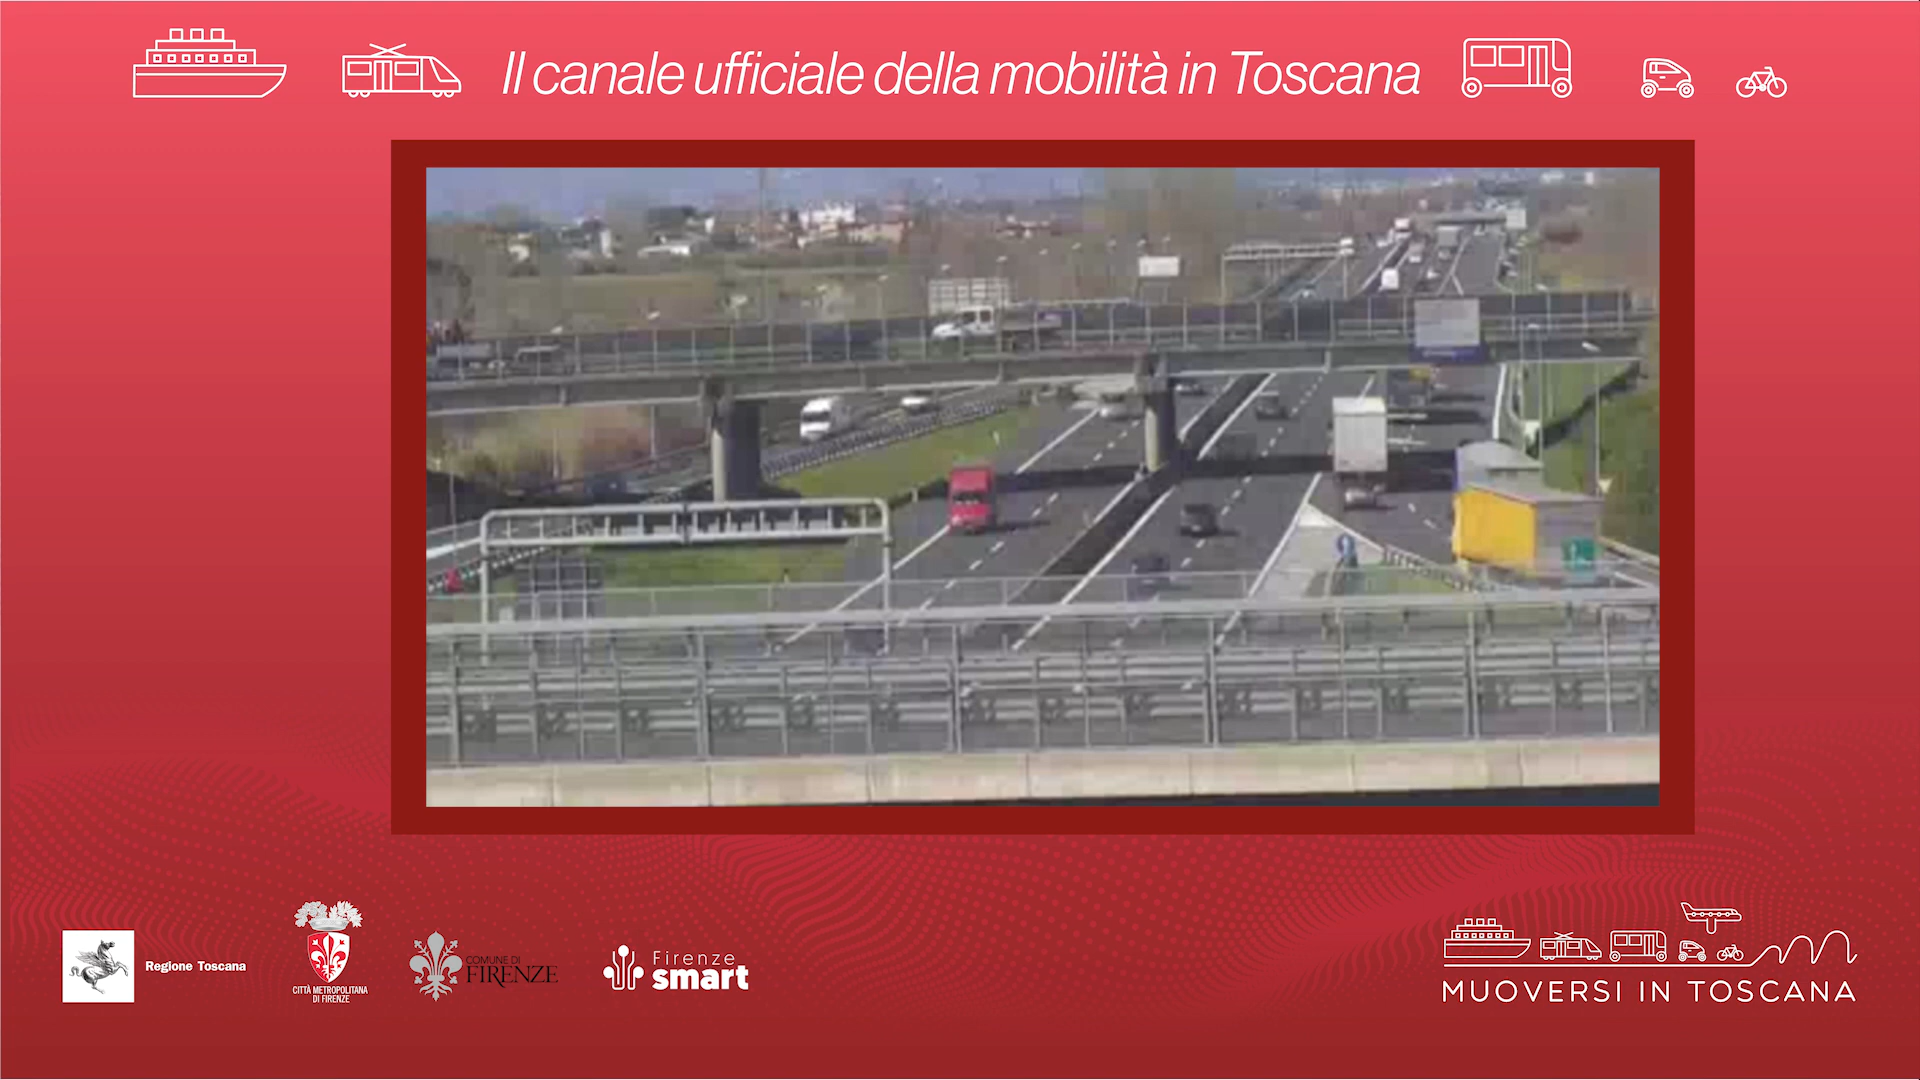 Il canale ufficiale della mobilità in Toscana
Regione Toscana
CITTÀ METROPOLITANA
DI FIRENZE
COMUNE DI
FIRENZE
Firenze
smart
MUOVERSI IN TOSCANA